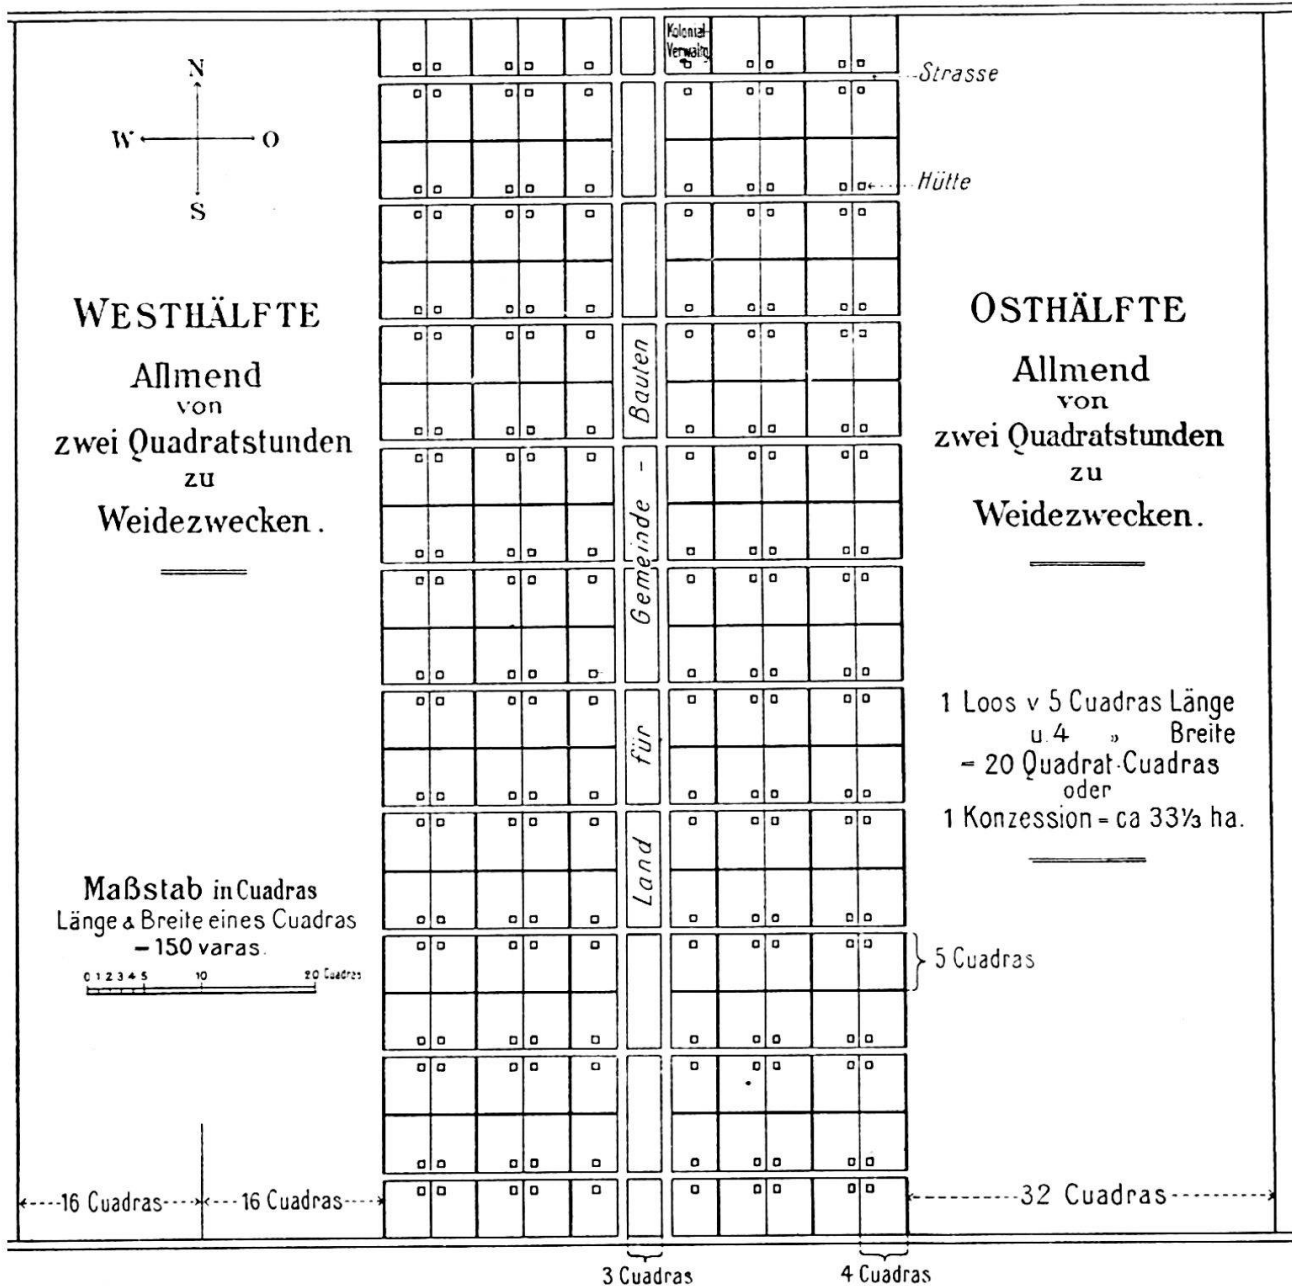 Kolonial-
Verwaltg
Strasse
N
W O
S
Hütte
WESTHÄLFTE
Allmend
von
zwei Quadratstunden
zu
Weidezwecken.
OSTHÄLFTE
Allmend
von
zwei Quadratstunden
zu
Weidezwecken.
Land für Gemeinde - Bauten
1 Loos v 5 Cuadras Länge
u. 4 „ Breite
= 20 Quadrat-Cuadras
oder
1 Konzession = ca 33⅓ ha.
Maßstab in Cuadras
Länge & Breite eines Cuadras
= 150 varas.
0 1 2 3 4 5 10 20 Cuadras
5 Cuadras
16 Cuadras 16 Cuadras
32 Cuadras
3 Cuadras 4 Cuadras